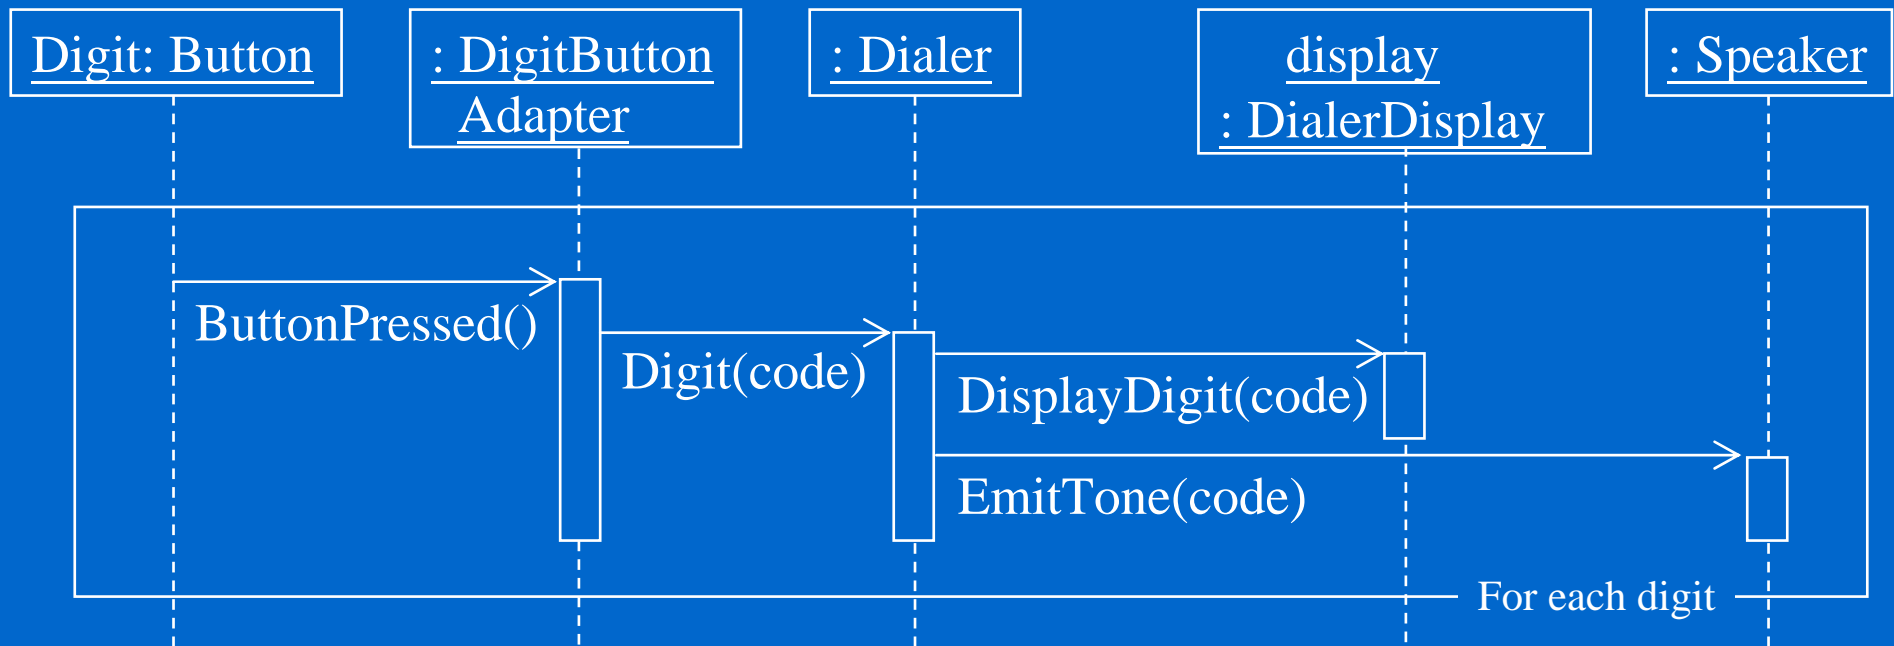 Digit: Button
: DigitButton
Adapter
: Dialer
display
: DialerDisplay
: Speaker
ButtonPressed()
Digit(code)
DisplayDigit(code)
EmitTone(code)
For each digit